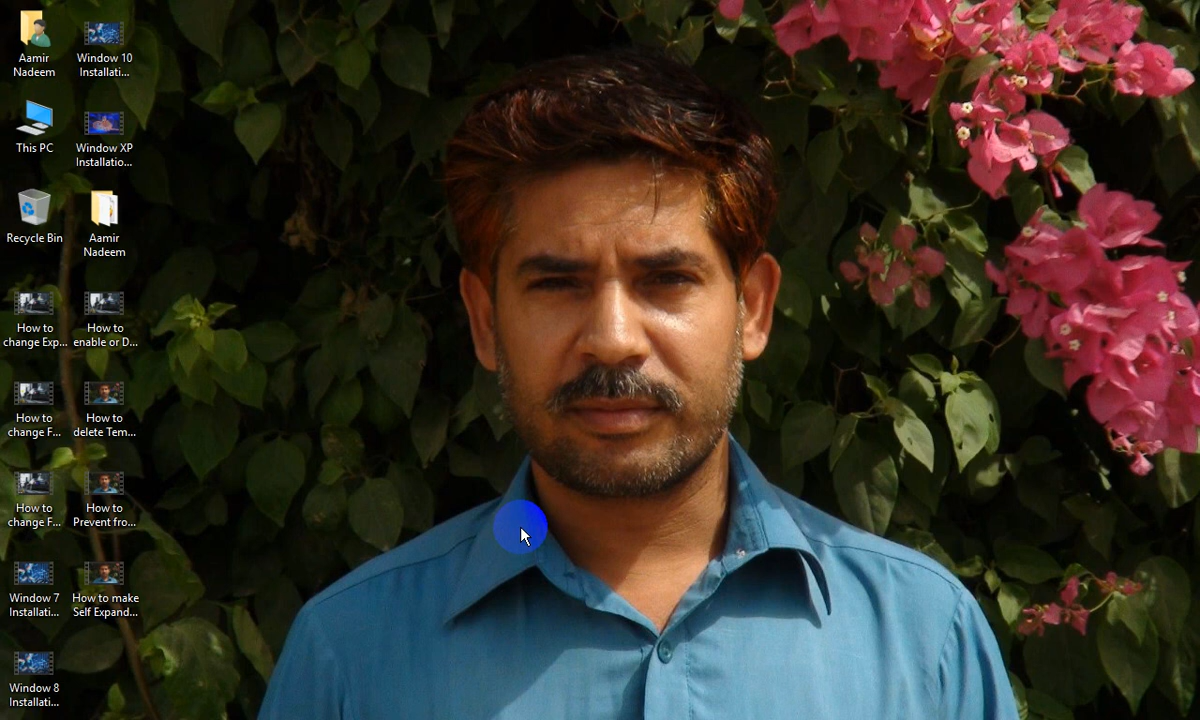 Aamir
Nadeem
Window 10
Installati...
This PC
Window XP
Installatio...
Recycle Bin
Aamir
Nadeem
How to
change Exp...
How to
enable or D...
How to
change F...
How to
delete Tem...
How to
change F...
How to
Prevent fro...
Window 7
Installati...
How to make
Self Expand...
Window 8
Installati...